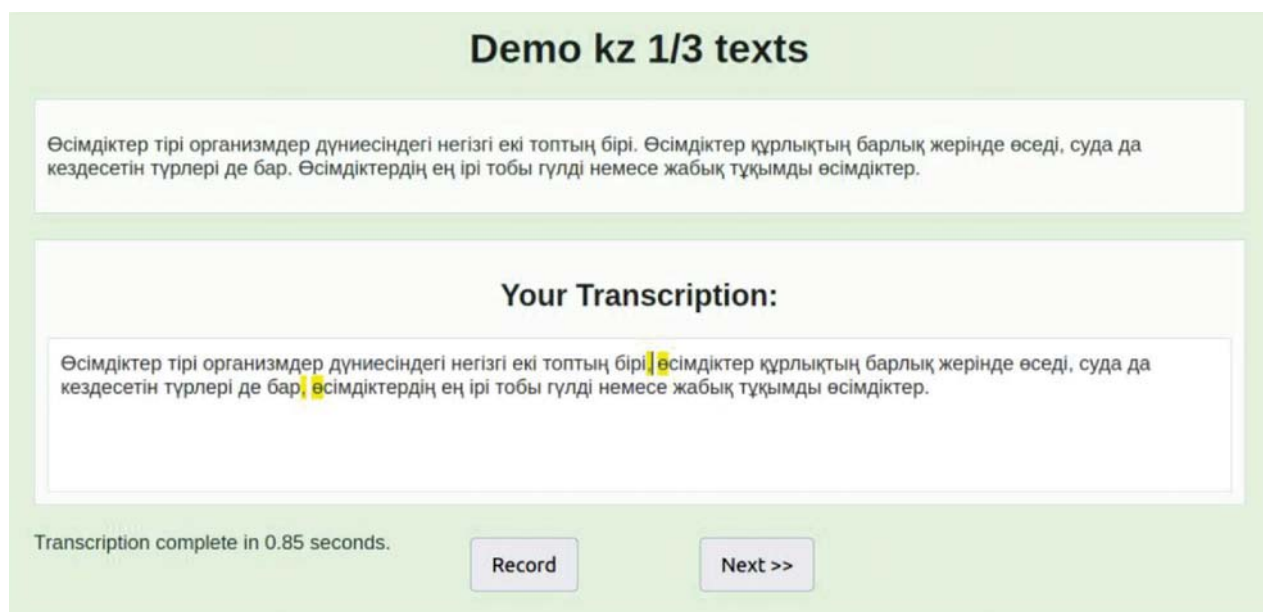 Demo kz 1/3 texts
Өсімдіктер тірі организмдер дүниесіндегі негізгі екі топтың бірі. Өсімдіктер құрлықтың барлық жерінде өседі, суда да
кездесетін түрлері де бар. Өсімдіктердің ең ірі тобы гүлді немесе жабық тұқымды өсімдіктер.
Your Transcription:
Өсімдіктер тірі организмдер дүниесіндегі негізгі екі топтың бірі, өсімдіктер құрлықтың барлық жерінде өседі, суда да
кездесетін түрлері де бар, өсімдіктердің ең ірі тобы гүлді немесе жабық тұқымды өсімдіктер.
Transcription complete in 0.85 seconds.
Record
Next >>